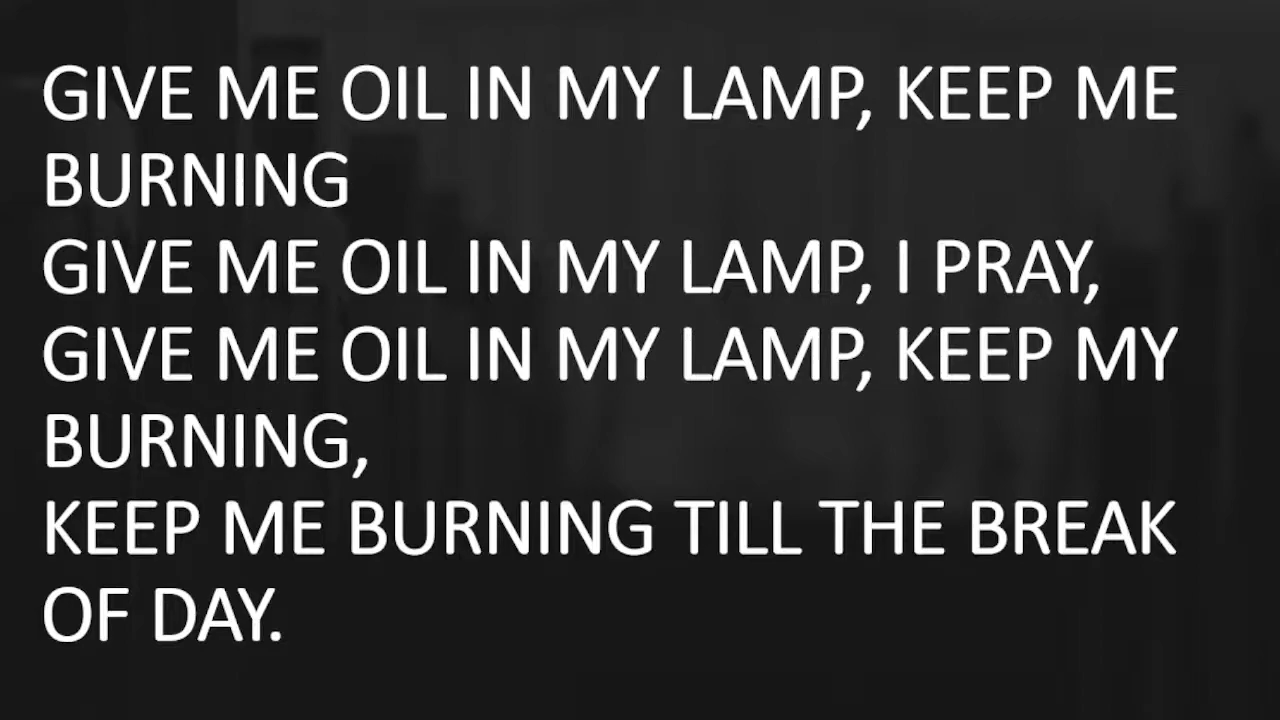 GIVE ME OIL IN MY LAMP, KEEP ME
BURNING
GIVE ME OIL IN MY LAMP, I PRAY,
GIVE ME OIL IN MY LAMP, KEEP MY
BURNING,
KEEP ME BURNING TILL THE BREAK
OF DAY.